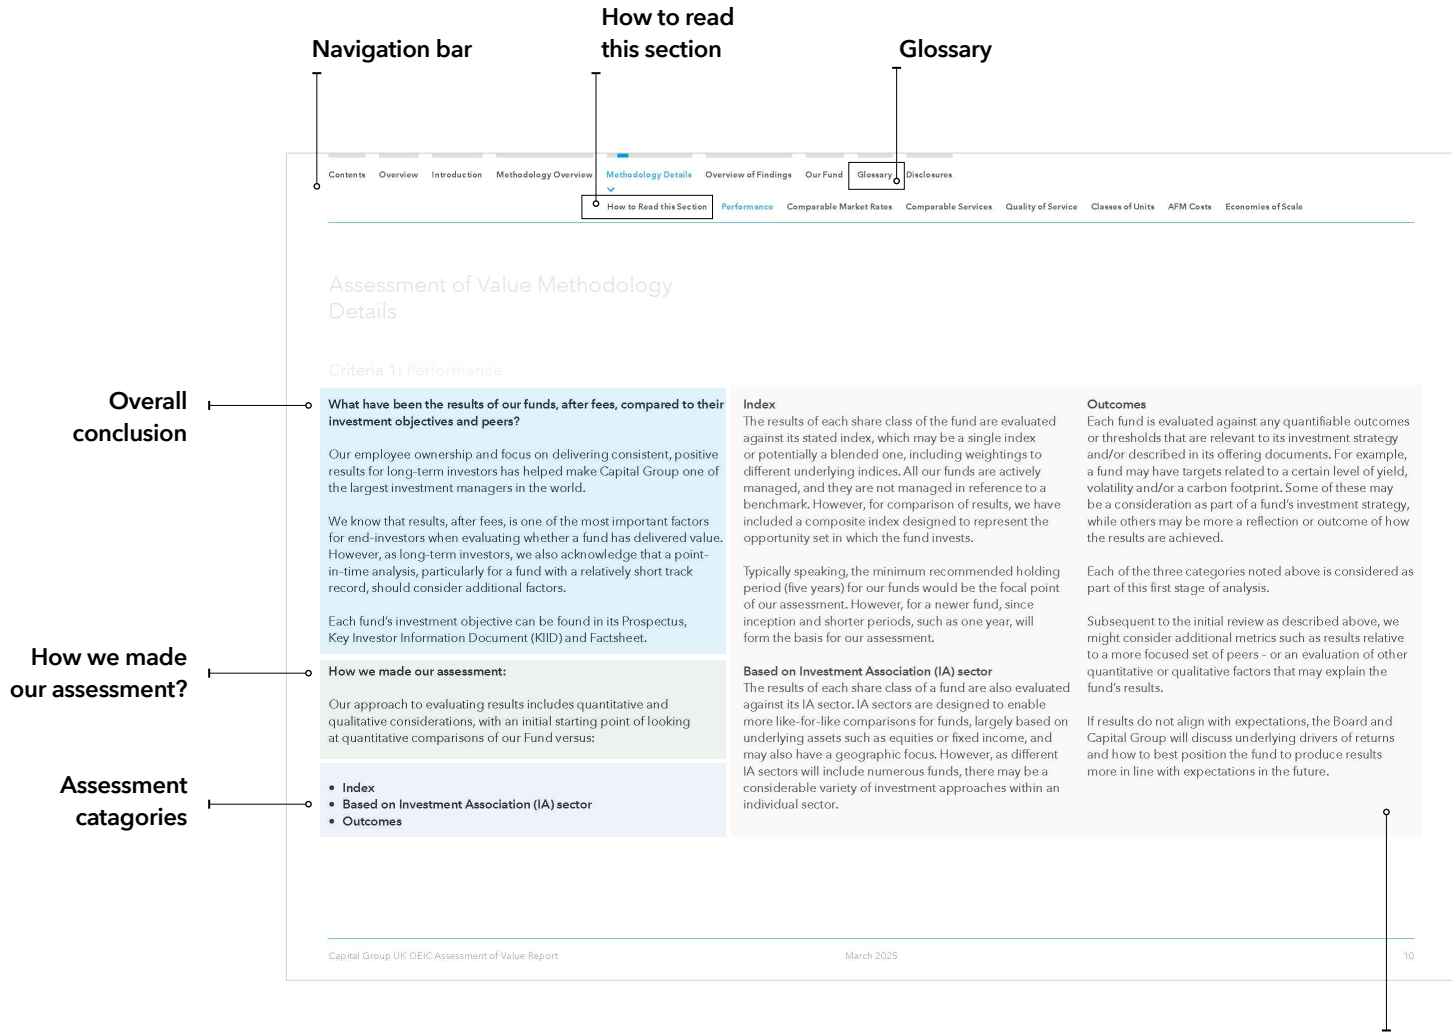 How to read
this section
Navigation bar
Glossary
Contents Overview Introduction Methodology Overview Methodology Details Overview of Findings Our Fund Glossary Disclosures
How to Read this Section Performance Comparable Market Rates Comparable Services Quality of Service Classes of Units AFM Costs Economies of Scale
Assessment of Value Methodology
Details
Criteria 1: Performance
Overall
conclusion
What have been the results of our funds, after fees, compared to their
investment objectives and peers?
Our employee ownership and focus on delivering consistent, positive
results for long-term investors has helped make Capital Group one of
the largest investment managers in the world.
We know that results, after fees, is one of the most important factors
for end-investors when evaluating whether a fund has delivered value.
However, as long-term investors, we also acknowledge that a point-
in-time analysis, particularly for a fund with a relatively short track
record, should consider additional factors.
Each fund's investment objective can be found in its Prospectus,
Key Investor Information Document (KIID) and Factsheet.
How we made
our assessment?
How we made our assessment:
Our approach to evaluating results includes quantitative and
qualitative considerations, with an initial starting point of looking
at quantitative comparisons of our Fund versus:
Assessment
catagories
• Index
• Based on Investment Association (IA) sector
• Outcomes
Index
The results of each share class of the fund are evaluated
against its stated index, which may be a single index
or potentially a blended one, including weightings to
different underlying indices. All our funds are actively
managed, and they are not managed in reference to a
benchmark. However, for comparison of results, we have
included a composite index designed to represent the
opportunity set in which the fund invests.
Typically speaking, the minimum recommended holding
period (five years) for our funds would be the focal point
of our assessment. However, for a newer fund, since
inception and shorter periods, such as one year, will
form the basis for our assessment.
Based on Investment Association (IA) sector
The results of each share class of a fund are also evaluated
against its IA sector. IA sectors are designed to enable
more like-for-like comparisons for funds, largely based on
underlying assets such as equities or fixed income, and
may also have a geographic focus. However, as different
IA sectors will include numerous funds, there may be a
considerable variety of investment approaches within an
individual sector.
Outcomes
Each fund is evaluated against any quantifiable outcomes
or thresholds that are relevant to its investment strategy
and/or described in its offering documents. For example,
a fund may have targets related to a certain level of yield,
volatility and/or a carbon footprint. Some of these may
be a consideration as part of a fund's investment strategy,
while others may be more a reflection or outcome of how
the results are achieved.
Each of the three categories noted above is considered as
part of this first stage of analysis.
Subsequent to the initial review as described above, we
might consider additional metrics such as results relative
to a more focused set of peers – or an evaluation of other
quantitative or qualitative factors that may explain the
fund's results.
If results do not align with expectations, the Board and
Capital Group will discuss underlying drivers of returns
and how to best position the fund to produce results
more in line with expectations in the future.
Capital Group UK OEIC Assessment of Value Report March 2025 10